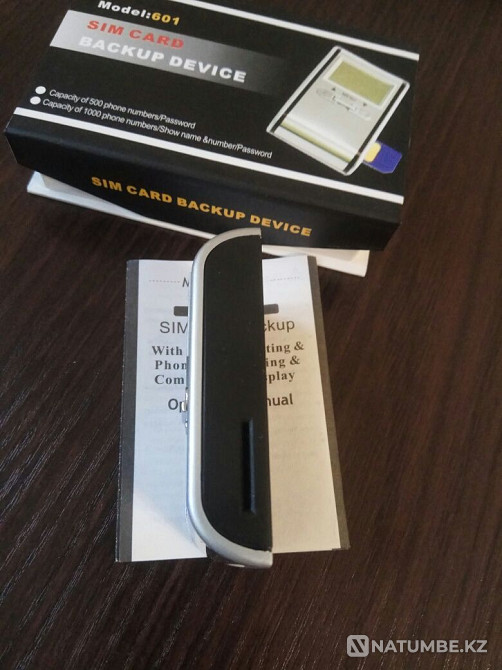 Model:601
SIM CARD
BACKUP DEVICE
Capacity of 500 phone numbers/Password
Capacity of 1000 phone numbers/Show name &number/Password
SIM CARD BACKUP DEVICE
M
SIM ckup
With ting &
Phon ing &
Com play
Op nual
NATUMBE.KZ